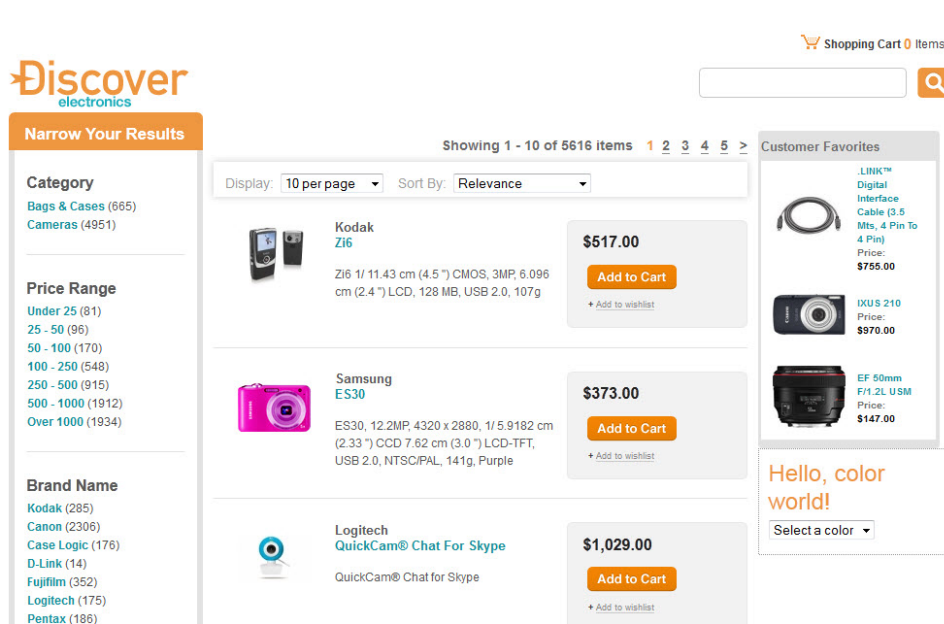 Shopping Cart 0 Items
Discover
electronics
Narrow Your Results
Category
Bags & Cases (665)
Cameras (4951)
Price Range
Under 25 (81)
25 - 50 (96)
50 - 100 (170)
100 - 250 (548)
250 - 500 (915)
500 - 1000 (1912)
Over 1000 (1934)
Brand Name
Kodak (285)
Canon (2306)
Case Logic (176)
D-Link (14)
Fujifilm (352)
Logitech (175)
Pentax (186)
Showing 1 - 10 of 5616 items 1 2 3 4 5 >
Display: 10 per page Sort By: Relevance
Kodak
Zi6
Zi6 1/ 11.43 cm (4.5 ") CMOS, 3MP, 6.096
cm (2.4 ") LCD, 128 MB, USB 2.0, 107g
$517.00
Add to Cart
+ Add to wishlist
Samsung
ES30
ES30, 12.2MP, 4320 x 2880, 1/ 5.9182 cm
(2.33 ") CCD 7.62 cm (3.0 ") LCD-TFT,
USB 2.0, NTSC/PAL, 141g, Purple
$373.00
Add to Cart
+ Add to wishlist
Logitech
QuickCam® Chat For Skype
QuickCam® Chat for Skype
$1,029.00
Add to Cart
+ Add to wishlist
Customer Favorites
.LINK™
Digital
Interface
Cable (3.5
Mts, 4 Pin To
4 Pin)
Price:
$755.00
IXUS 210
Price:
$970.00
EF 50mm
F/1.2L USM
Price:
$147.00
Hello, color
world!
Select a color